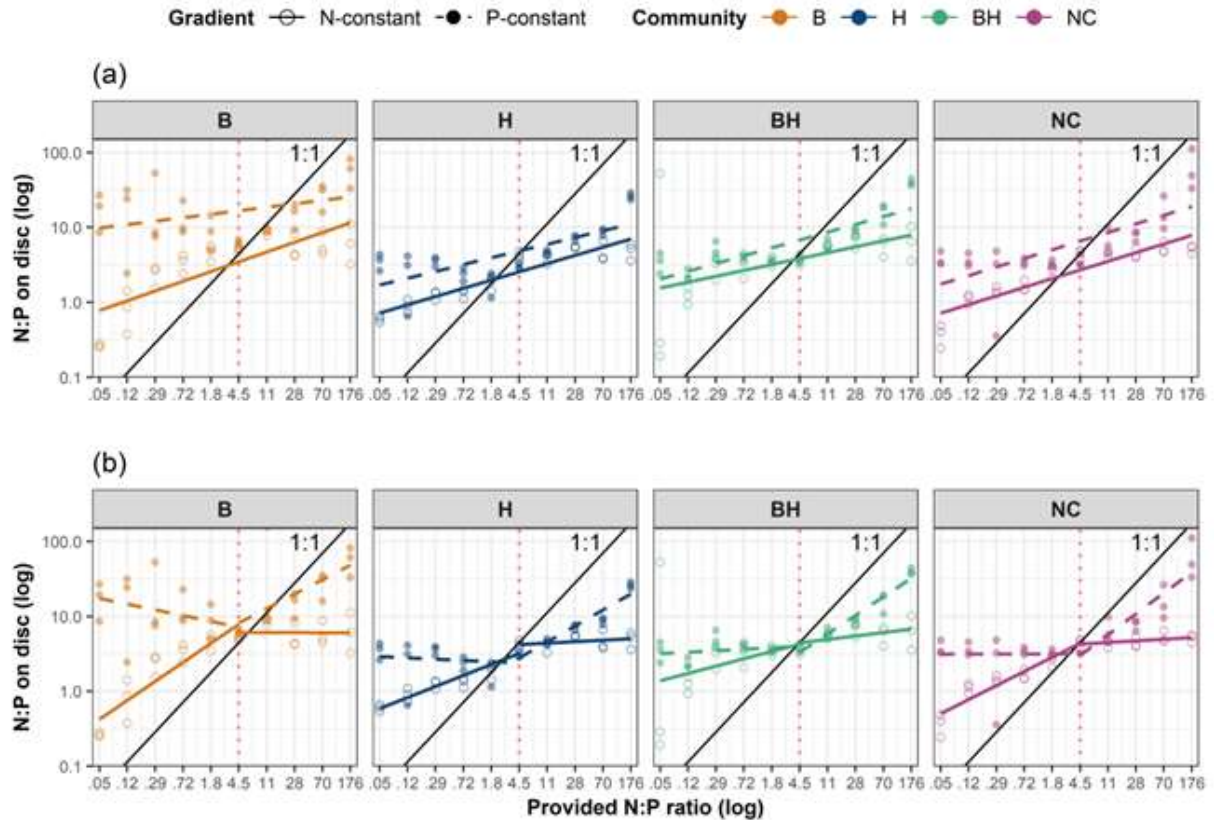 Gradient N-constant P-constant Community B H BH NC
(a)
B H BH NC
1:1 1:1 1:1 1:1
N:P on disc (log)
100.0
10.0
1.0
0.1
.05 .12 .29 .72 1.8 4.5 11 28 70 176 .05 .12 .29 .72 1.8 4.5 11 28 70 176 .05 .12 .29 .72 1.8 4.5 11 28 70 176 .05 .12 .29 .72 1.8 4.5 11 28 70 176
(b)
B H BH NC
1:1 1:1 1:1 1:1
N:P on disc (log)
100.0
10.0
1.0
0.1
.05 .12 .29 .72 1.8 4.5 11 28 70 176 .05 .12 .29 .72 1.8 4.5 11 28 70 176 .05 .12 .29 .72 1.8 4.5 11 28 70 176 .05 .12 .29 .72 1.8 4.5 11 28 70 176
Provided N:P ratio (log)